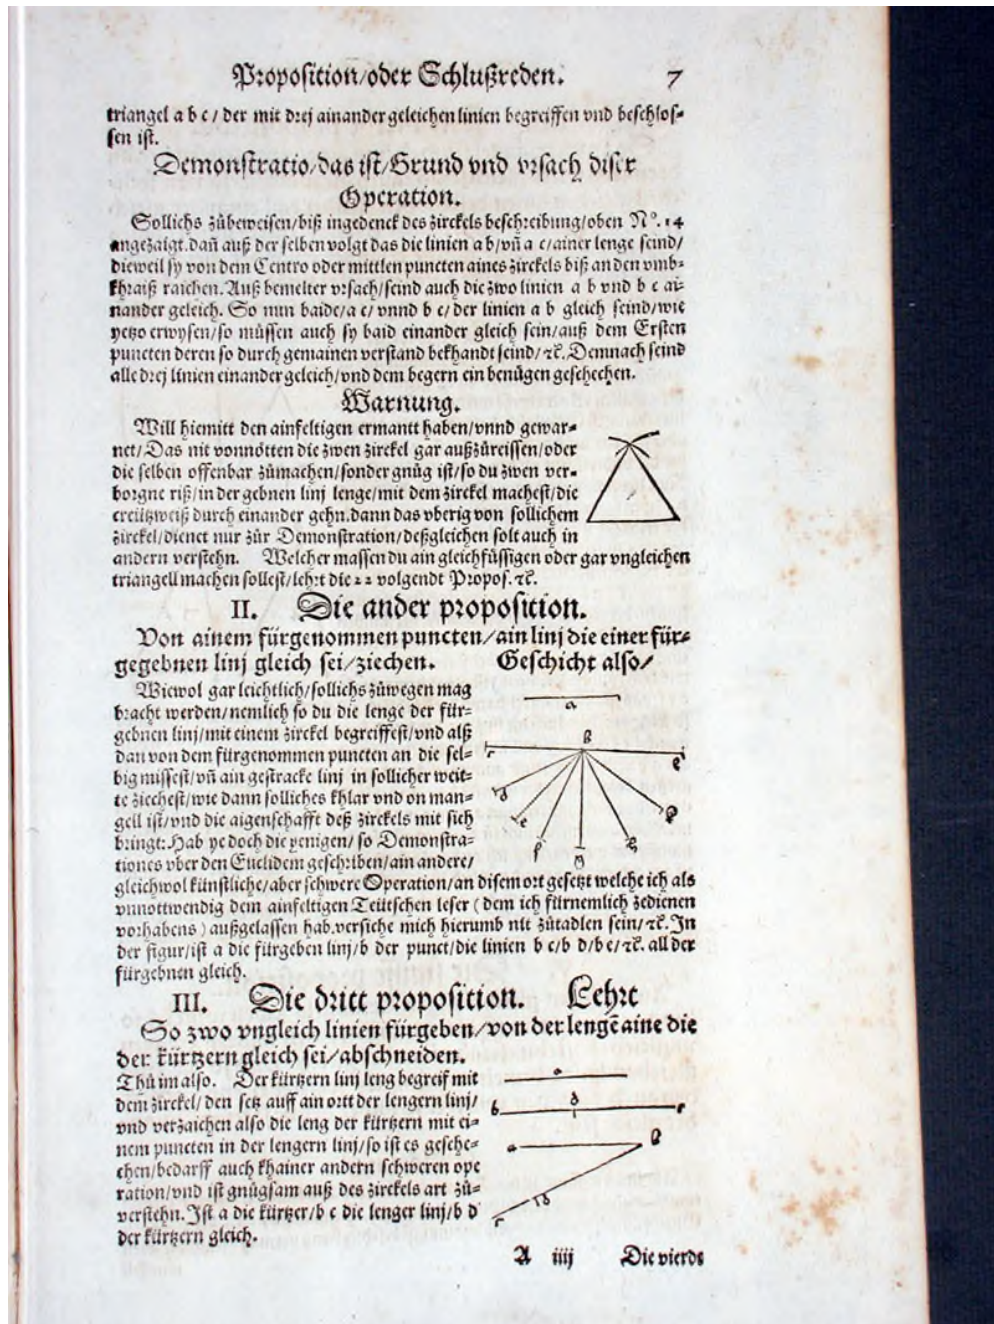 Proposition/oder Schlußreden. 7
triangel a b c / der mit drej ainander geleichen linien begreiffen vnd beschlos-
sen ist.
Demonstratio/das ist/Grund vnd vrsach diser
Operation.
Sollichs zůbeweisen/biß ingedenck des zirckels beschreibung/oben Nº. 14
angezaigt. dañ auß der selben volgt das die linien a b/vñ a c/ainer lenge seind/
dieweil sy von dem Centro oder mittlen puncten aines zirckels biß an den vmb-
khraiß raichen. Auß bemelter vrsach/seind auch die zwo linien a b vnd b c ai-
nander geleich. So nun baide/a c/ vnnd b c/ der linien a b gleich seind/wie
yetzo erwysen/so müssen auch sy baid einander gleich sein/auß dem Ersten
puncten deren so durch gemainen verstand bekhandt seind/ ꝛc. Demnach seind
alle drej linien einander geleich/vnd dem begern ein benügen geschechen.
Warnung.
Will hiemitt den ainfeltigen ermantt haben/vnnd gewar-
net/Das nit vonnötten die zwen zirckel gar außzůreissen/oder
die selben offenbar zůmachen/sonder gnůg ist/so du zwen ver-
borgne riß/in der gebnen linj lenge/mit dem zirckel machest/die
creützweiß durch einander gehn. dann das vberig von sollichem
zirckel/dienet nur zůr Demonstration/deßgleichen solt auch in
andern verstehn. Welcher massen du ain gleichfüssigen oder gar vngleichen
triangell machen sollest/lehrt die 22 volgendt Propos. ꝛc.
II. Die ander proposition.
Von ainem fürgenommen puncten/ain linj die einer für-
gegebnen linj gleich sei/ziechen. Geschicht also/
Wiewol gar leichtlich/sollichs zůwegen mag
bracht werden/nemlich so du die lenge der für-
gebnen linj/mit einem zirckel begreiffest/vnd alß
dan von dem fürgenommen puncten an die sel-
big missest/vñ ain gestracke linj in sollicher weit-
te ziechest/wie dann solliches khlar vnd on man-
gell ist/vnd die aigenschafft deß zirckels mit sich
bringt: Hab ye doch die yenigen/ so Demonstra-
tiones vber den Euclidem geschriben/ain andere/
gleichwol künstliche/aber schwere Operation/an disem ort gesetzt welche ich als
vnnottwendig dem ainfeltigen Teütschen leser ( dem ich fürnemlich zedienen
vorhabens ) außgelassen hab. versiche mich hierumb nit zůtadlen sein/ꝛc. In
der figur/ist a die fürgeben linj/b der punct/die linien b c/b d/b e/ꝛc. all der
fürgebnen gleich.
III. Die dritt proposition. Lehrt
So zwo vngleich linien fürgeben/von der lengē aine die
der kürtzern gleich sei/abschneiden.
Thů im also. Der kürtzern linj leng begreif mit
dem zirckel/ den setz auff ain ortt der lengern linj/
vnd verzaichen also die leng der kürtzern mit ei-
nem puncten in der lengern linj/so ist es gesche-
chen/bedarff auch khainer andern schweren ope
ration/vnd ist gnůgsam auß des zirckels art zů-
verstehn. Ist a die kürtzer/b c die lenger linj/b d
der kürtzern gleich.
A iiij Die vierde